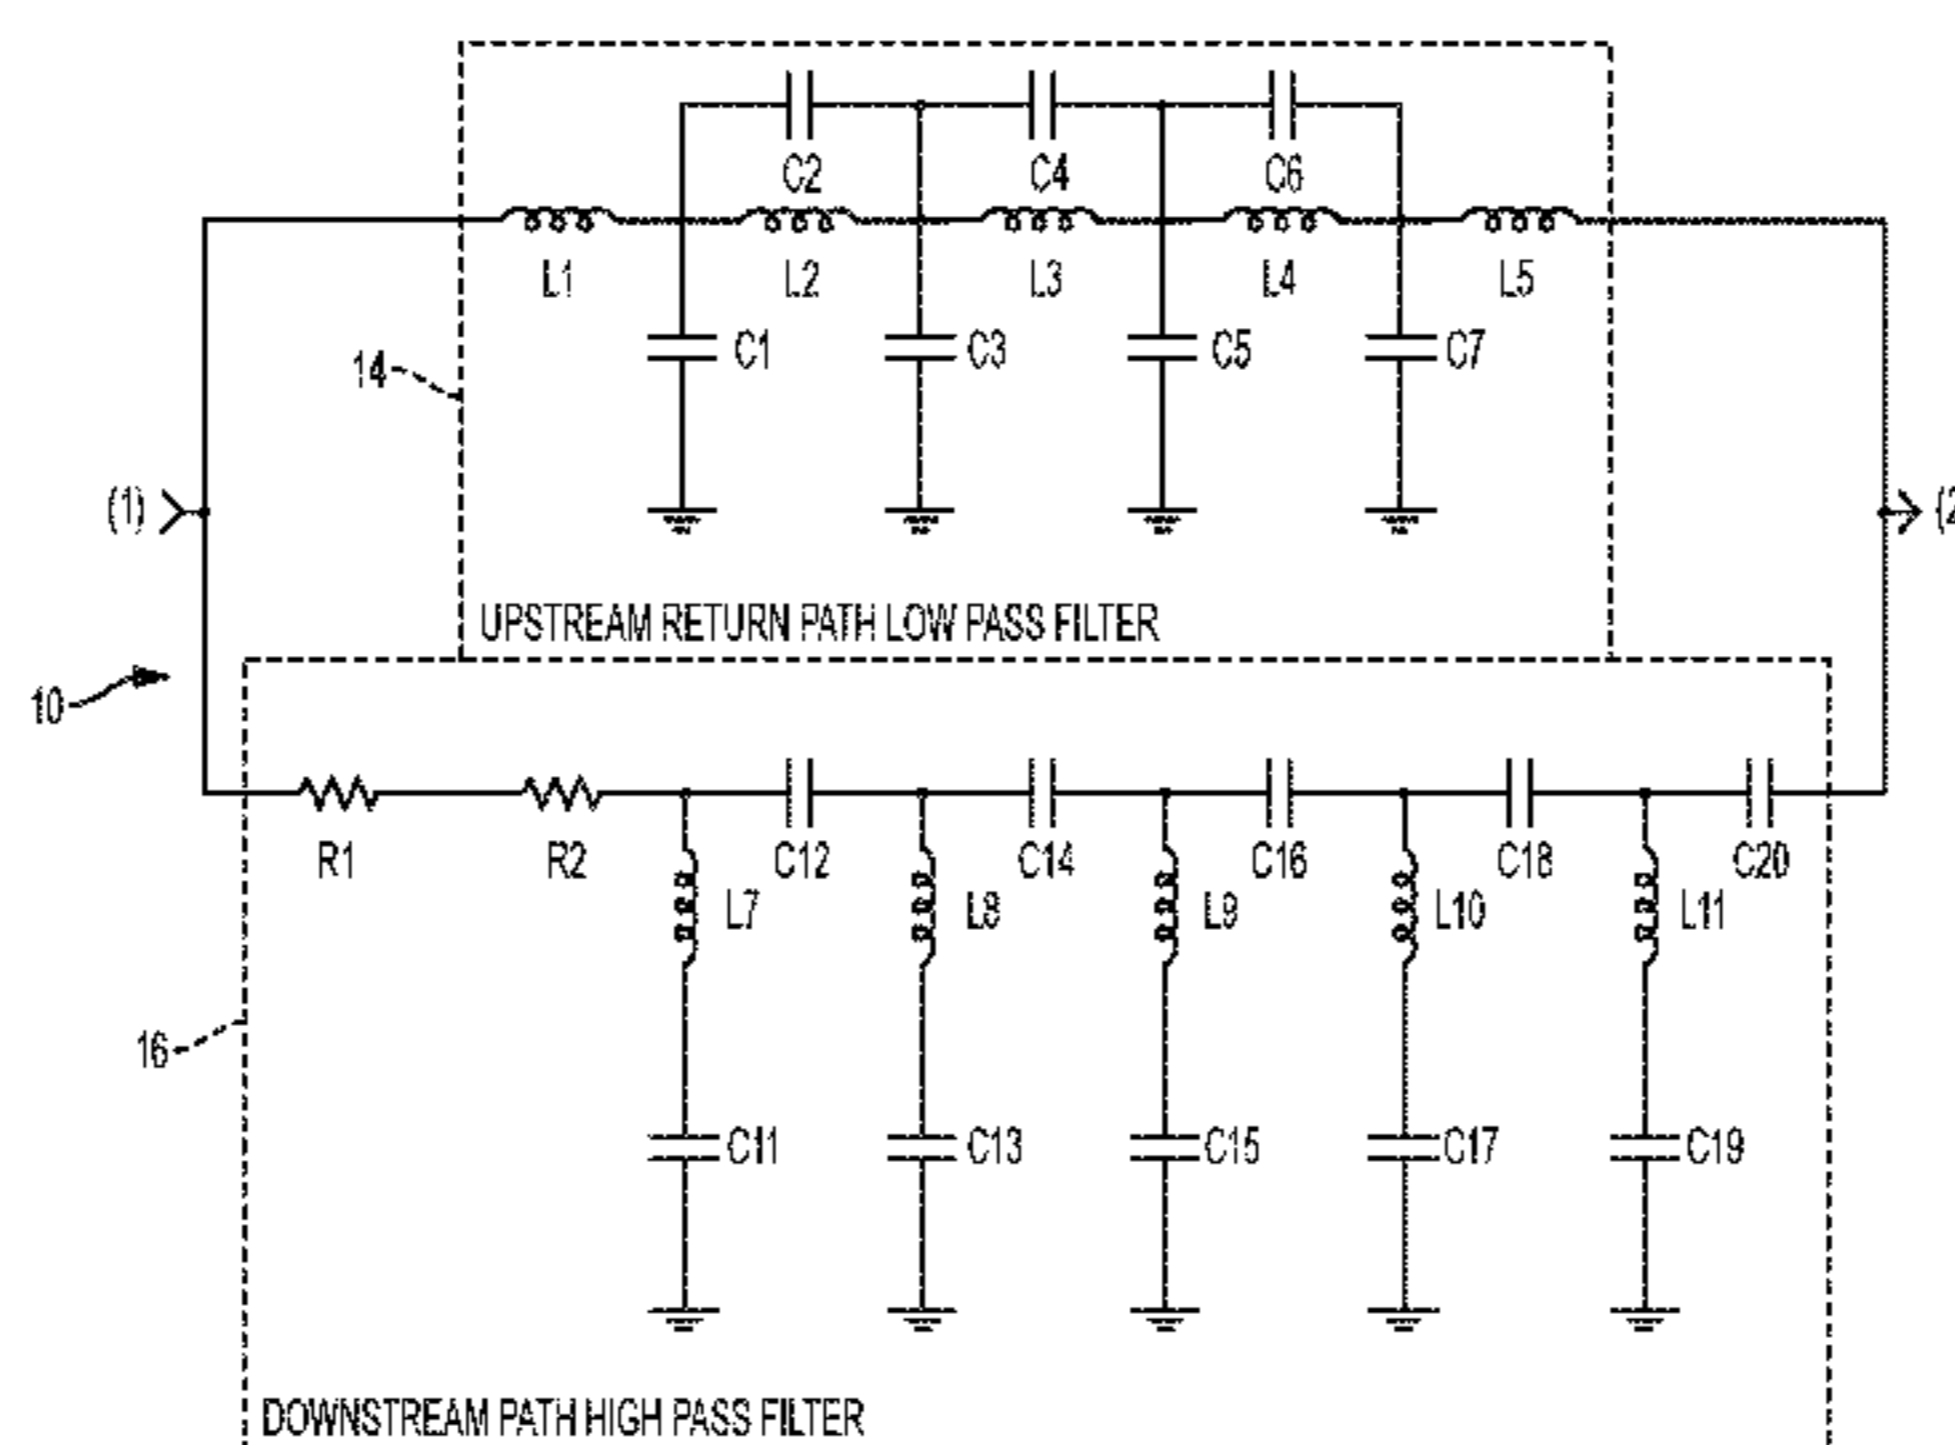 C2 C4 C6
L1 L2 L3 L4 L5
C1 C3 C5 C7
14
(1) (2
UPSTREAM RETURN PATH LOW PASS FILTER
10
R1 R2 C12 C14 C16 C18 C20
L7 L8 L9 L10 L11
16
C11 C13 C15 C17 C19
DOWNSTREAM PATH HIGH PASS FILTER